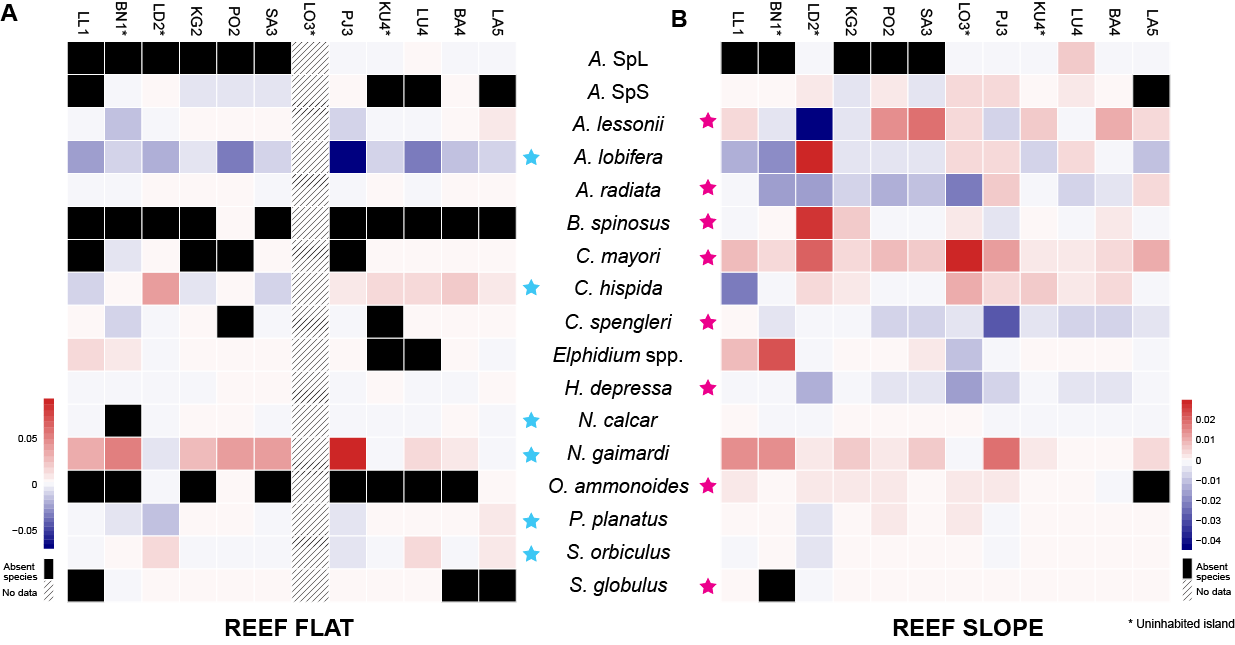 A
LL1 BN1* LD2* KG2 PO2 SA3 LO3* PJ3 KU4* LU4 BA4 LA5
B
LL1 BN1* LD2* KG2 PO2 SA3 LO3* PJ3 KU4* LU4 BA4 LA5
A. SpL
A. SpS
A. lessonii
A. lobifera
A. radiata
B. spinosus
C. mayori
C. hispida
C. spengleri
Elphidium spp.
H. depressa
N. calcar
N. gaimardi
O. ammonoides
P. planatus
S. orbiculus
S. globulus
0.05
0
−0.05
Absent
species
No data
0.02
0.01
0
−0.01
−0.02
−0.03
−0.04
Absent
species
No data
REEF FLAT
REEF SLOPE
* Uninhabited island